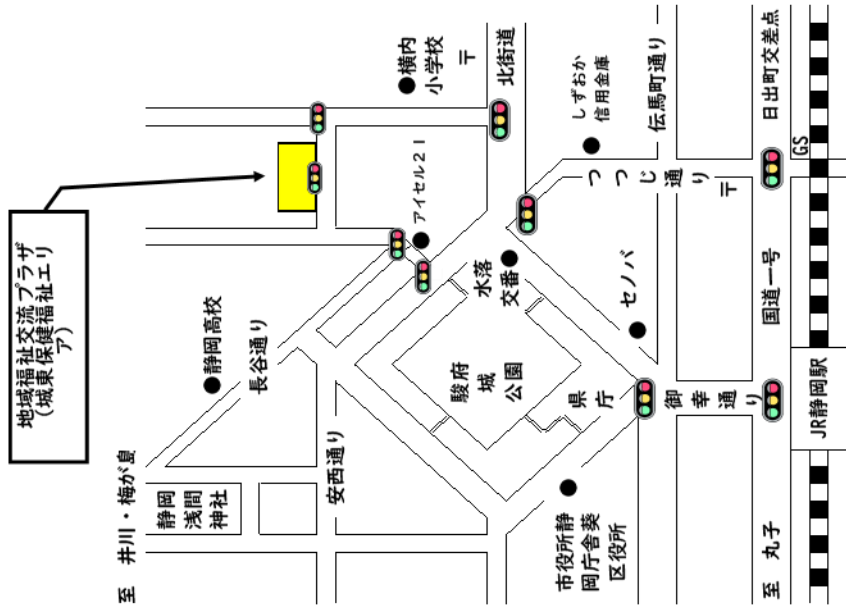 地域福祉交流プラザ
(城東保健福祉エリ
ア)
至 井川・梅が島
静岡
浅間
神社
静岡高校
長谷通り
安西通り
アイセル21
横内
小学校
〒
北街道
水落
交番
駿府
城
公園
県庁
しずおか
信用金庫
伝馬町通り
つつじ通り
〒
セノバ
御幸通り
市役所静
岡庁舎葵
区役所
国道一号
日出町交差点
GS
JR静岡駅
至 丸子